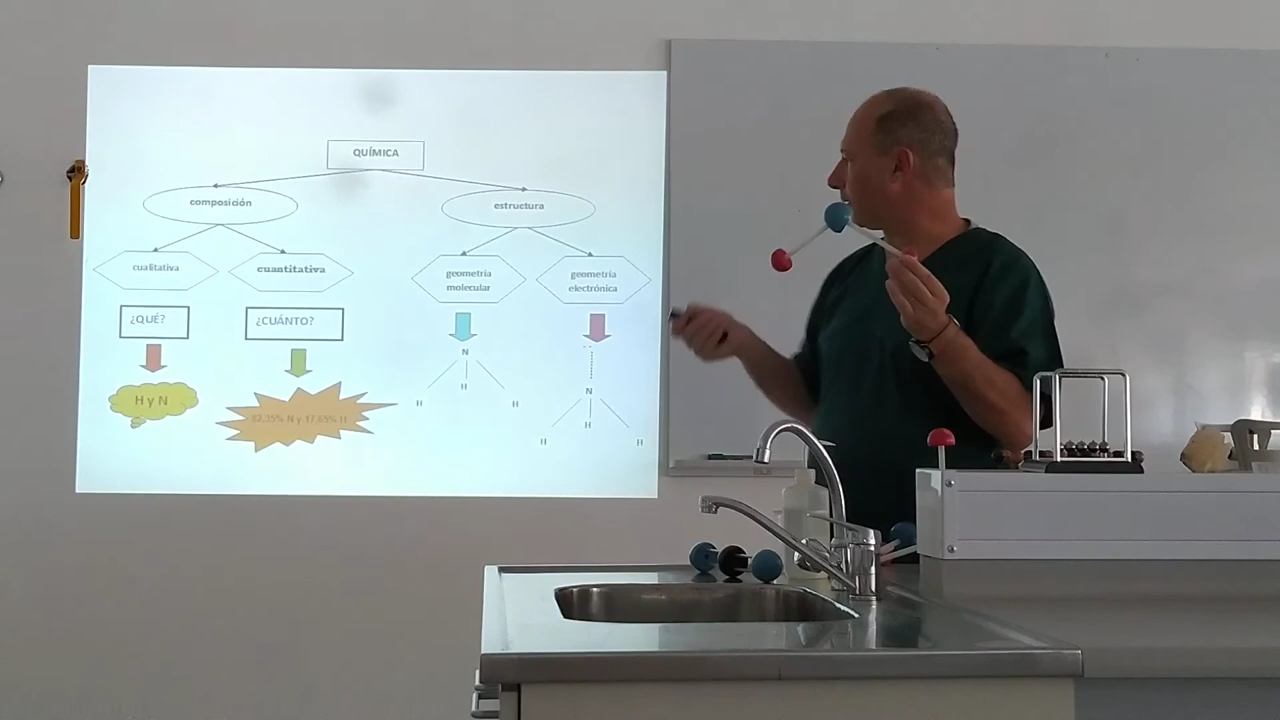 QUÍMICA
composición
estructura
cualitativa
cuantitativa
geometría
molecular
geometría
electrónica
¿QUÉ?
¿CUÁNTO?
H y N
82,35% N y 17,65% H
N
H
H
H
N
H
H
H